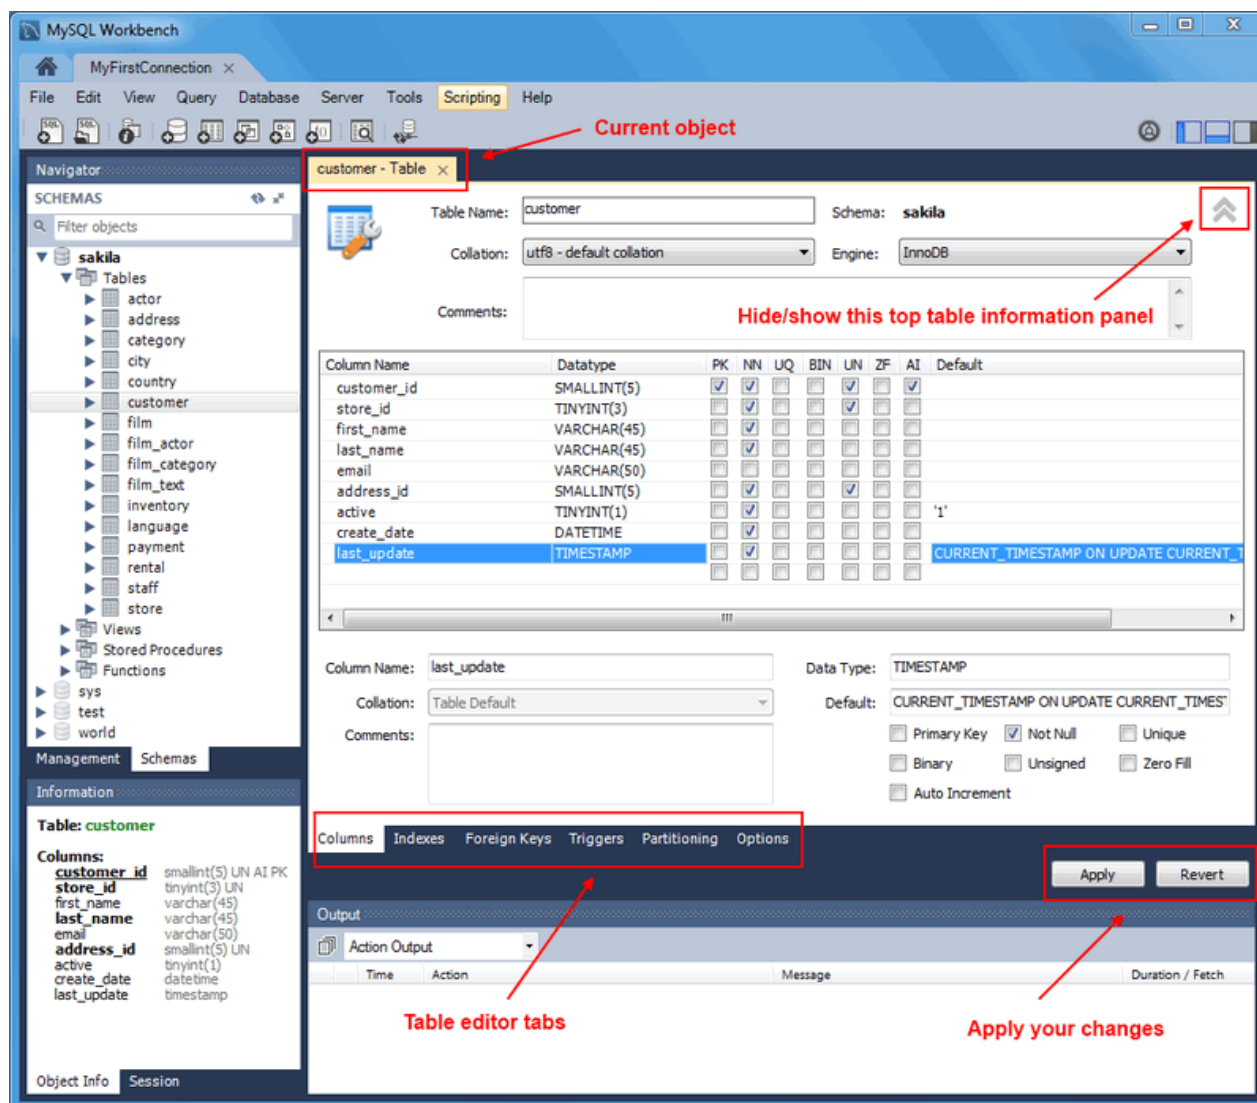 MySQL Workbench
MyFirstConnection
File Edit View Query Database Server Tools Scripting Help
Current object
Navigator
SCHEMAS
Filter objects
sakila
Tables
actor
address
category
city
country
customer
film
film_actor
film_category
film_text
inventory
language
payment
rental
staff
store
Views
Stored Procedures
Functions
sys
test
world
Management Schemas
Information
Table: customer
Columns:
customer_id smallint(5) UN AI PK
store_id tinyint(3) UN
first_name varchar(45)
last_name varchar(45)
email varchar(50)
address_id smallint(5) UN
active tinyint(1)
create_date datetime
last_update timestamp
Object Info Session
customer - Table
Table Name: customer Schema: sakila
Collation: utf8 - default collation Engine: InnoDB
Comments:
Hide/show this top table information panel
Column Name Datatype PK NN UQ BIN UN ZF AI Default
customer_id SMALLINT(5)
store_id TINYINT(3)
first_name VARCHAR(45)
last_name VARCHAR(45)
email VARCHAR(50)
address_id SMALLINT(5)
active TINYINT(1) '1'
create_date DATETIME
last_update TIMESTAMP CURRENT_TIMESTAMP ON UPDATE CURRENT_T
Column Name: last_update Data Type: TIMESTAMP
Collation: Table Default Default: CURRENT_TIMESTAMP ON UPDATE CURRENT_TIMEST
Comments:
Primary Key Not Null Unique
Binary Unsigned Zero Fill
Auto Increment
Columns Indexes Foreign Keys Triggers Partitioning Options
Apply Revert
Output
Action Output
Time Action Message Duration / Fetch
Table editor tabs
Apply your changes